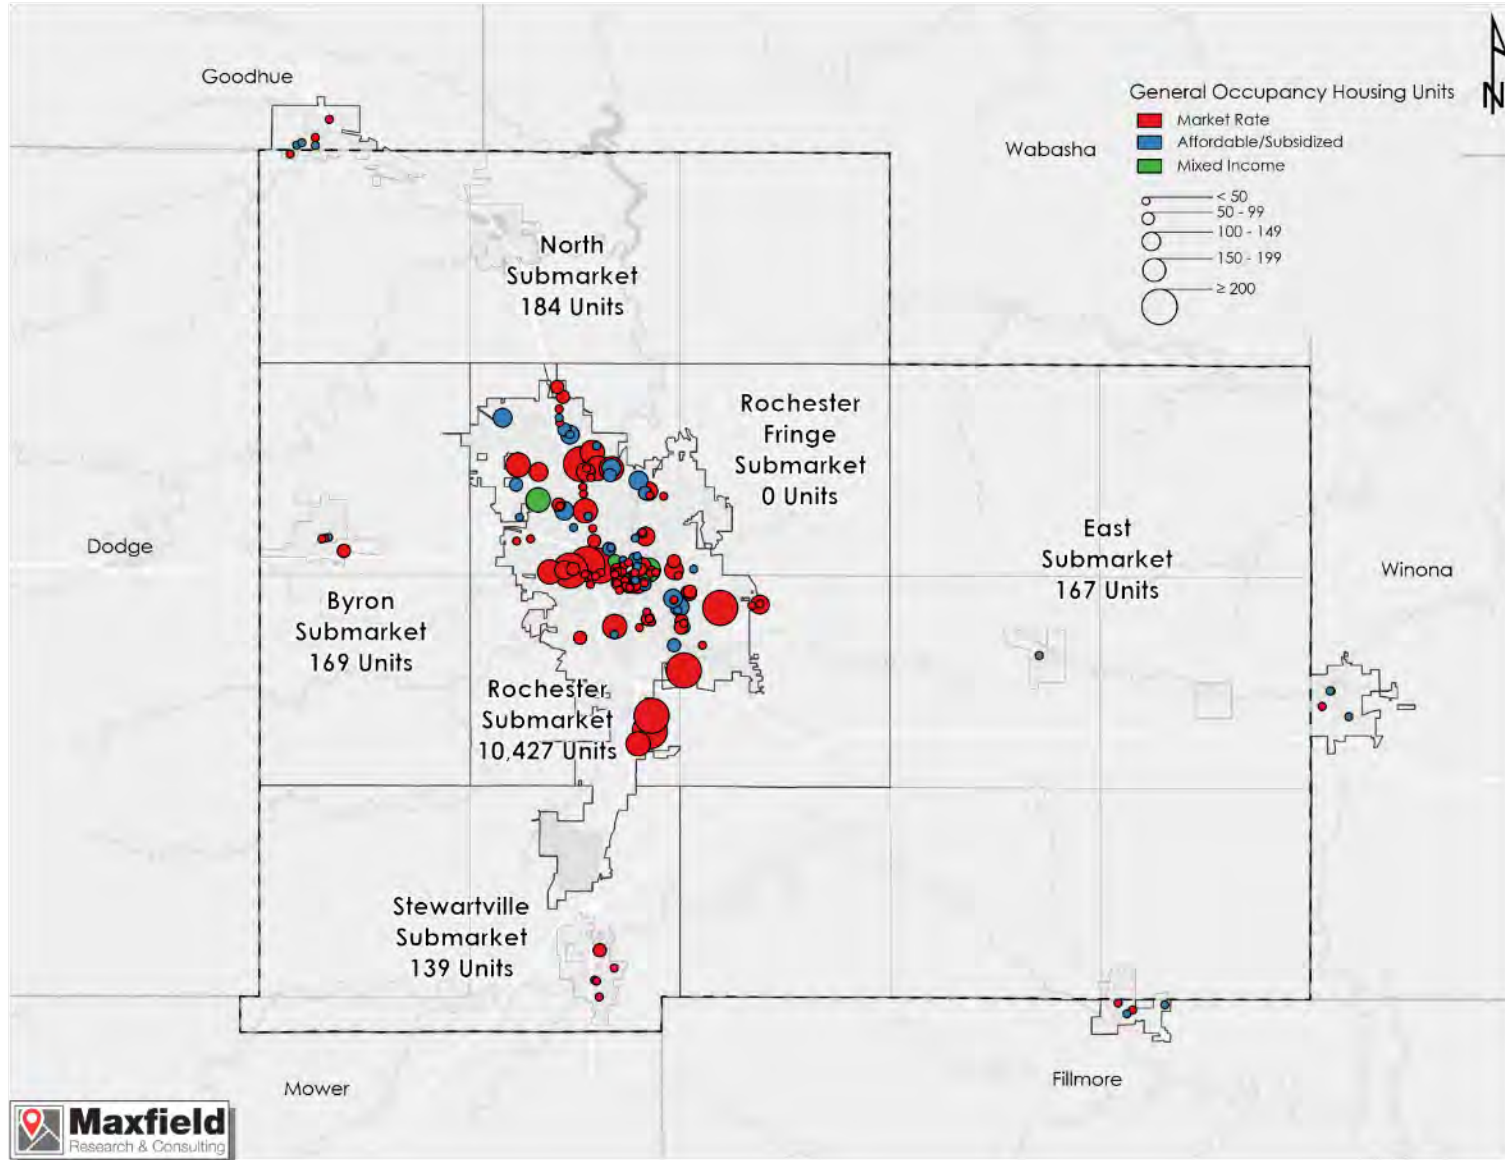 Goodhue
General Occupancy Housing Units
N
Market Rate
Affordable/Subsidized
Mixed Income
Wabasha
< 50
50 - 99
100 - 149
150 - 199
≥ 200
North
Submarket
184 Units
Rochester
Fringe
Submarket
0 Units
Dodge
East
Submarket
167 Units
Winona
Byron
Submarket
169 Units
Rochester
Submarket
10,427 Units
Stewartville
Submarket
139 Units
Mower
Fillmore
Maxfield
Research & Consulting